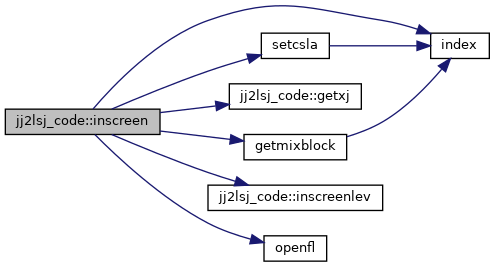 jj2lsj_code::inscreen
index
setcsla
jj2lsj_code::getxj
getmixblock
jj2lsj_code::inscreenlev
openfl